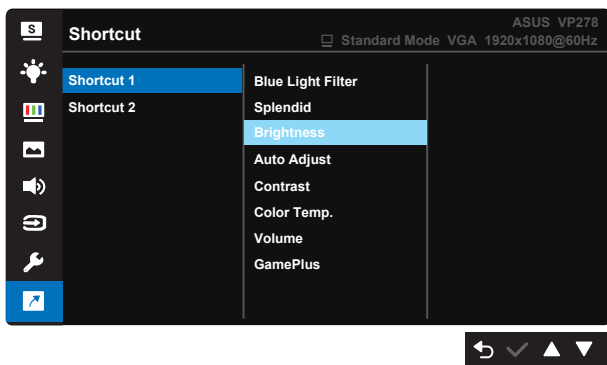 S
Shortcut
ASUS VP278
Standard Mode VGA 1920x1080@60Hz
Shortcut 1
Shortcut 2
Blue Light Filter
Splendid
Brightness
Auto Adjust
Contrast
Color Temp.
Volume
GamePlus